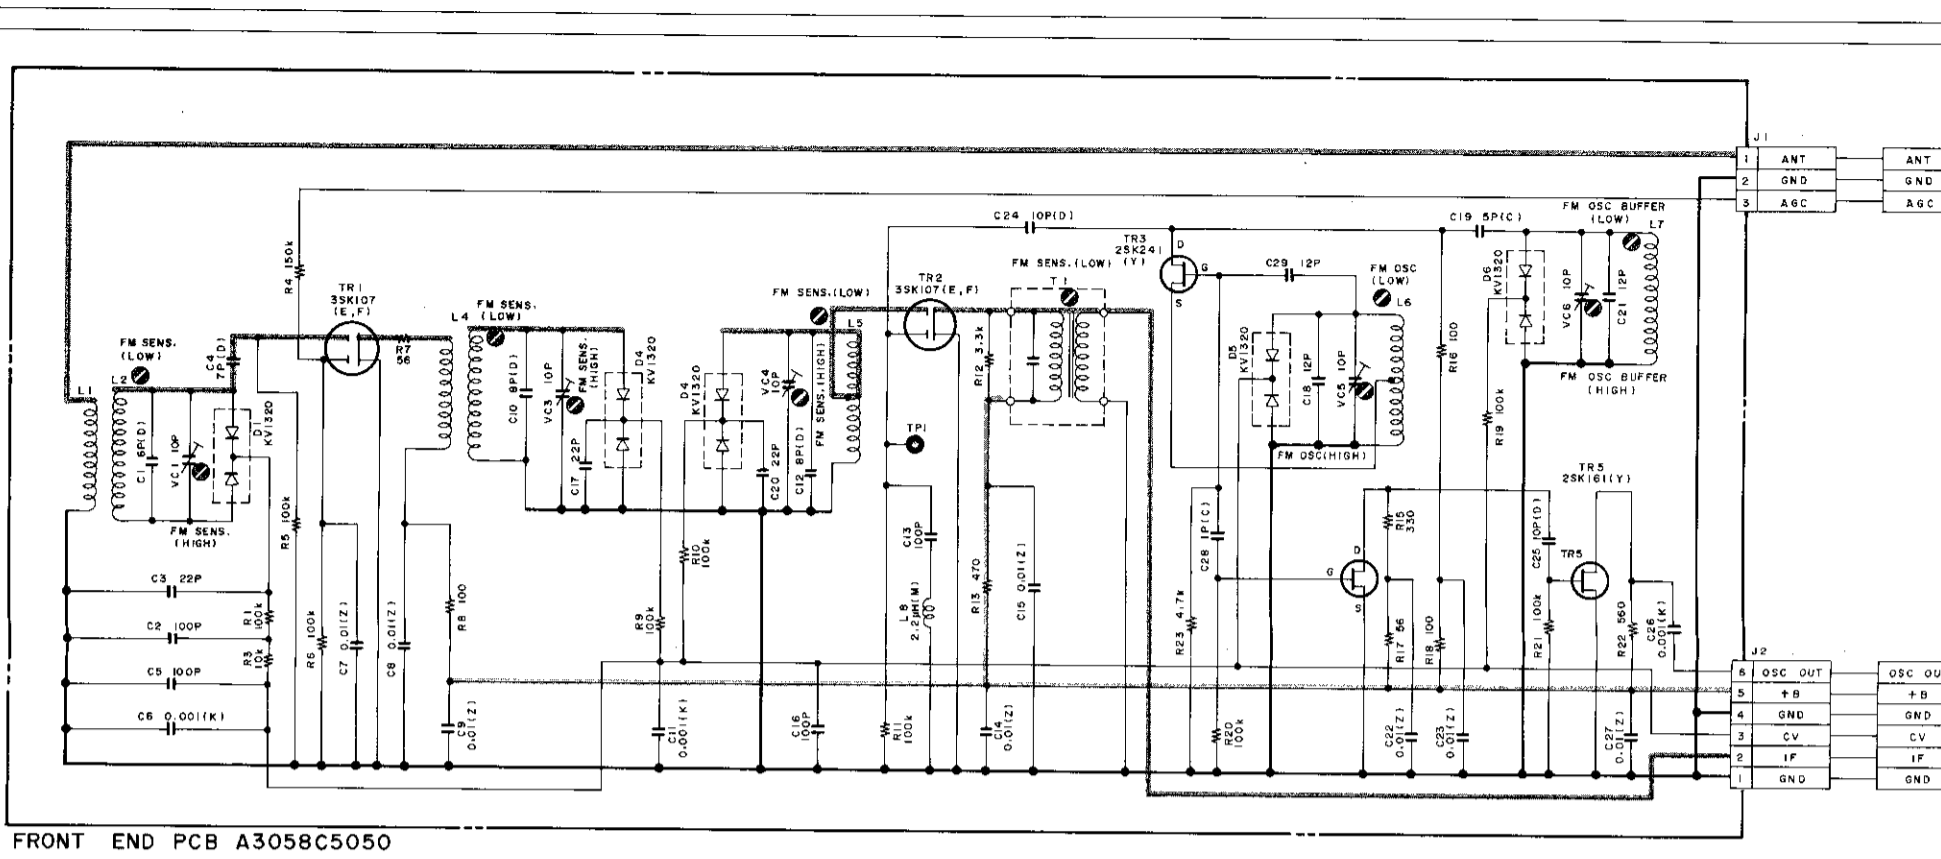 J1
1 ANT ANT
2 GND GND
3 AGC AGC
FM OSC BUFFER
(LOW)
L7
C24 10P(D)
C19 5P(C)
TR3
2SK241
(Y)
D
G
S
C29 12P
FM SENS.(LOW)
T1
FM OSC
(LOW)
L6
D6
KV1320
VC6 10P
C21 12P
R4 150k
TR1
3SK107
(E,F)
TR2
3SK107(E,F)
FM SENS.(LOW)
L5
FM SENS.
(LOW)
L4
FM SENS.
(LOW)
C4
7P(D)
R7
56
L1
L2
C1 6P(D)
VC1 10P
D1
KV1320
FM SENS.
(HIGH)
C10 8P(D)
VC3 10P
FM SENS.
(HIGH)
D4
KV1320
C17 22P
D4
KV1320
VC4
10P
FM SENS.(HIGH)
C20 22P
C12 8P(D)
R12 3.3k
D5
KV1320
C18 12P
VC5 10P
FM OSC(HIGH)
R16 100
R19 100k
FM OSC BUFFER
(HIGH)
TP1
R5 100k
R10
100k
C13
100P
L8
2.2μH(M)
R13 470
C15 0.01(Z)
C28 1P(C)
R23 4.7k
D
G
S
R15
330
C25 10P(D)
TR5
2SK161(Y)
TR5
C3 22P
C2 100P
C5 100P
C6 0.001(K)
R1
100k
R3
10k
R6 100k
C7 0.01(Z)
C8 0.01(Z)
R8 100
R9
100k
R17 56
R18 100
R21 100k
R22 560
C26
0.001(K)
C9
0.01(Z)
C11
0.001(K)
C16
100P
R11
100k
C14
0.01(Z)
R20
100k
C22
0.01(Z)
C23
0.01(Z)
C27
0.01(Z)
J2
6 OSC OUT OSC OU
5 +B +B
4 GND GND
3 CV CV
2 IF IF
1 GND GND
FRONT END PCB A3058C5050